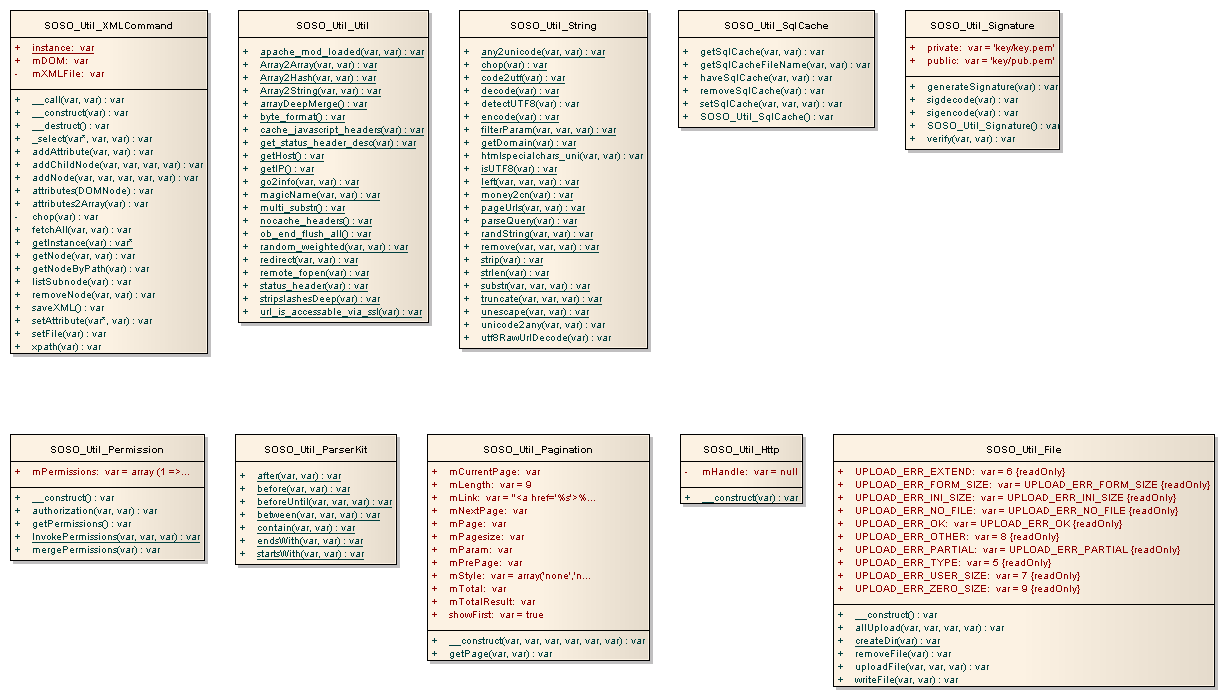 SOSO_Util_XMLCommand
+ instance: var
+ mDOM: var
- mXMLFile: var
+ __call(var, var) : var
+ __construct(var) : var
+ __destruct() : var
+ _select(var*, var, var) : var
+ addAttribute(var, var) : var
+ addChildNode(var, var, var, var) : var
+ addNode(var, var, var, var, var) : var
+ attributes(DOMNode) : var
+ attributes2Array(var) : var
- chop(var) : var
+ fetchAll(var, var) : var
+ getInstance(var) : var*
+ getNode(var, var) : var
+ getNodeByPath(var) : var
+ listSubnode(var) : var
+ removeNode(var, var) : var
+ saveXML() : var
+ setAttribute(var*, var) : var
+ setFile(var) : var
+ xpath(var) : var
SOSO_Util_Util
+ apache_mod_loaded(var, var) : var
+ Array2Array(var, var) : var
+ Array2Hash(var, var) : var
+ Array2String(var, var) : var
+ arrayDeepMerge() : var
+ byte_format() : var
+ cache_javascript_headers(var) : var
+ get_status_header_desc(var) : var
+ getHost() : var
+ getIP() : var
+ go2info(var, var) : var
+ magicName(var, var) : var
+ multi_substr() : var
+ nocache_headers() : var
+ ob_end_flush_all() : var
+ random_weighted(var, var) : var
+ redirect(var, var) : var
+ remote_fopen(var) : var
+ status_header(var) : var
+ stripslashesDeep(var) : var
+ url_is_accessable_via_ssl(var) : var
SOSO_Util_String
+ any2unicode(var, var) : var
+ chop(var) : var
+ code2utf(var) : var
+ decode(var) : var
+ detectUTF8(var) : var
+ encode(var) : var
+ filterParam(var, var, var) : var
+ getDomain(var) : var
+ htmlspecialchars_uni(var, var) : var
+ isUTF8(var) : var
+ left(var, var) : var
+ money2cn(var) : var
+ pageUrls(var, var) : var
+ parseQuery(var) : var
+ randString(var, var) : var
+ remove(var, var, var) : var
+ strip(var) : var
+ strlen(var) : var
+ substr(var, var, var) : var
+ truncate(var, var, var) : var
+ unescape(var, var) : var
+ unicode2any(var, var) : var
+ utf8RawUrlDecode(var) : var
SOSO_Util_SqlCache
+ getSqlCache(var, var) : var
+ getSqlCacheFileName(var, var) : var
+ haveSqlCache(var, var) : var
+ removeSqlCache(var) : var
+ setSqlCache(var, var, var) : var
+ SOSO_Util_SqlCache() : var
SOSO_Util_Signature
+ private: var = 'key/key.pem'
+ public: var = 'key/pub.pem'
+ generateSignature(var) : var
+ sigdecode(var) : var
+ sigencode(var) : var
+ SOSO_Util_Signature() : var
+ verify(var, var) : var
SOSO_Util_Permission
+ mPermissions: var = array (1 =>...
+ __construct() : var
+ authorization(var, var) : var
+ getPermissions() : var
+ InvokePermissions(var, var, var) : var
+ mergePermissions(var) : var
SOSO_Util_ParserKit
+ after(var, var) : var
+ before(var, var) : var
+ beforeUntil(var, var, var) : var
+ between(var, var, var) : var
+ contain(var, var) : var
+ endsWith(var, var) : var
+ startsWith(var, var) : var
SOSO_Util_Pagination
+ mCurrentPage: var
+ mLength: var = 9
+ mLink: var = "<a href='%s'>%...
+ mNextPage: var
+ mPage: var
+ mPagesize: var
+ mParam: var
+ mPrePage: var
+ mStyle: var = array('none','n...
+ mTotal: var
+ mTotalResult: var
+ showFirst: var = true
+ __construct(var, var, var, var, var, var) : var
+ getPage(var, var) : var
SOSO_Util_Http
- mHandle: var = null
+ __construct(var) : var
SOSO_Util_File
+ UPLOAD_ERR_EXTEND: var = 6 {readOnly}
+ UPLOAD_ERR_FORM_SIZE: var = UPLOAD_ERR_FORM_SIZE {readOnly}
+ UPLOAD_ERR_INI_SIZE: var = UPLOAD_ERR_INI_SIZE {readOnly}
+ UPLOAD_ERR_NO_FILE: var = UPLOAD_ERR_NO_FILE {readOnly}
+ UPLOAD_ERR_OK: var = UPLOAD_ERR_OK {readOnly}
+ UPLOAD_ERR_OTHER: var = 8 {readOnly}
+ UPLOAD_ERR_PARTIAL: var = UPLOAD_ERR_PARTIAL {readOnly}
+ UPLOAD_ERR_TYPE: var = 5 {readOnly}
+ UPLOAD_ERR_USER_SIZE: var = 7 {readOnly}
+ UPLOAD_ERR_ZERO_SIZE: var = 9 {readOnly}
+ __construct() : var
+ allUpload(var, var, var, var) : var
+ createDir(var) : var
+ removeFile(var) : var
+ uploadFile(var, var, var) : var
+ writeFile(var, var) : var